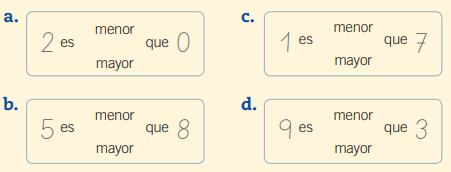 a.
menor
2 es que 0
mayor
b.
menor
5 es que 8
mayor
c.
menor
1 es que 7
mayor
d.
menor
9 es que 3
mayor